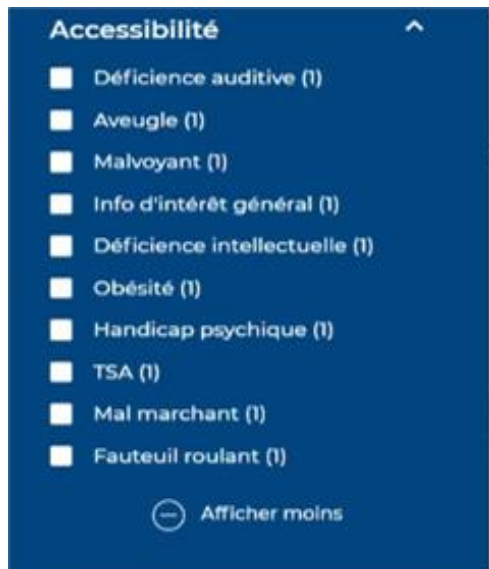 Accessibilité
Déficience auditive (1)
Aveugle (1)
Malvoyant (1)
Info d'intérêt général (1)
Déficience intellectuelle (1)
Obésité (1)
Handicap psychique (1)
TSA (1)
Mal marchant (1)
Fauteuil roulant (1)
Afficher moins